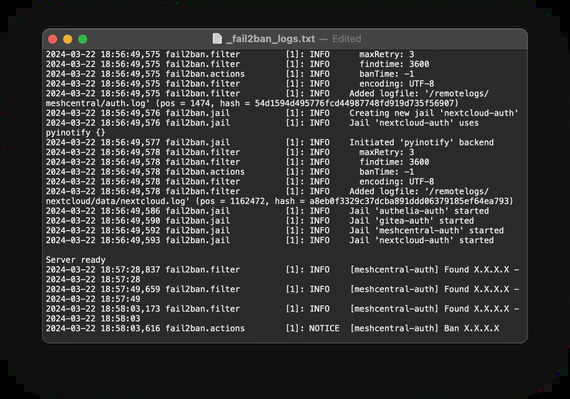 _fail2ban_logs.txt — Edited
2024-03-22 18:56:49,575 fail2ban.filter [1]: INFO maxRetry: 3
2024-03-22 18:56:49,575 fail2ban.filter [1]: INFO findtime: 3600
2024-03-22 18:56:49,575 fail2ban.actions [1]: INFO banTime: -1
2024-03-22 18:56:49,575 fail2ban.filter [1]: INFO encoding: UTF-8
2024-03-22 18:56:49,575 fail2ban.filter [1]: INFO Added logfile: '/remotelogs/
meshcentral/auth.log' (pos = 1474, hash = 54d1594d495776fcd44987748fd919d735f56907)
2024-03-22 18:56:49,576 fail2ban.jail [1]: INFO Creating new jail 'nextcloud-auth'
2024-03-22 18:56:49,576 fail2ban.jail [1]: INFO Jail 'nextcloud-auth' uses
pyinotify {}
2024-03-22 18:56:49,577 fail2ban.jail [1]: INFO Initiated 'pyinotify' backend
2024-03-22 18:56:49,578 fail2ban.filter [1]: INFO maxRetry: 3
2024-03-22 18:56:49,578 fail2ban.filter [1]: INFO findtime: 3600
2024-03-22 18:56:49,578 fail2ban.actions [1]: INFO banTime: -1
2024-03-22 18:56:49,578 fail2ban.filter [1]: INFO encoding: UTF-8
2024-03-22 18:56:49,578 fail2ban.filter [1]: INFO Added logfile: '/remotelogs/
nextcloud/data/nextcloud.log' (pos = 1162472, hash = a8eb0f3329c37dcba891ddd06379185ef64ea793)
2024-03-22 18:56:49,586 fail2ban.jail [1]: INFO Jail 'authelia-auth' started
2024-03-22 18:56:49,590 fail2ban.jail [1]: INFO Jail 'gitea-auth' started
2024-03-22 18:56:49,592 fail2ban.jail [1]: INFO Jail 'meshcentral-auth' started
2024-03-22 18:56:49,593 fail2ban.jail [1]: INFO Jail 'nextcloud-auth' started
Server ready
2024-03-22 18:57:28,837 fail2ban.filter [1]: INFO [meshcentral-auth] Found X.X.X.X -
2024-03-22 18:57:28
2024-03-22 18:57:49,659 fail2ban.filter [1]: INFO [meshcentral-auth] Found X.X.X.X -
2024-03-22 18:57:49
2024-03-22 18:58:03,173 fail2ban.filter [1]: INFO [meshcentral-auth] Found X.X.X.X -
2024-03-22 18:58:03
2024-03-22 18:58:03,616 fail2ban.actions [1]: NOTICE [meshcentral-auth] Ban X.X.X.X